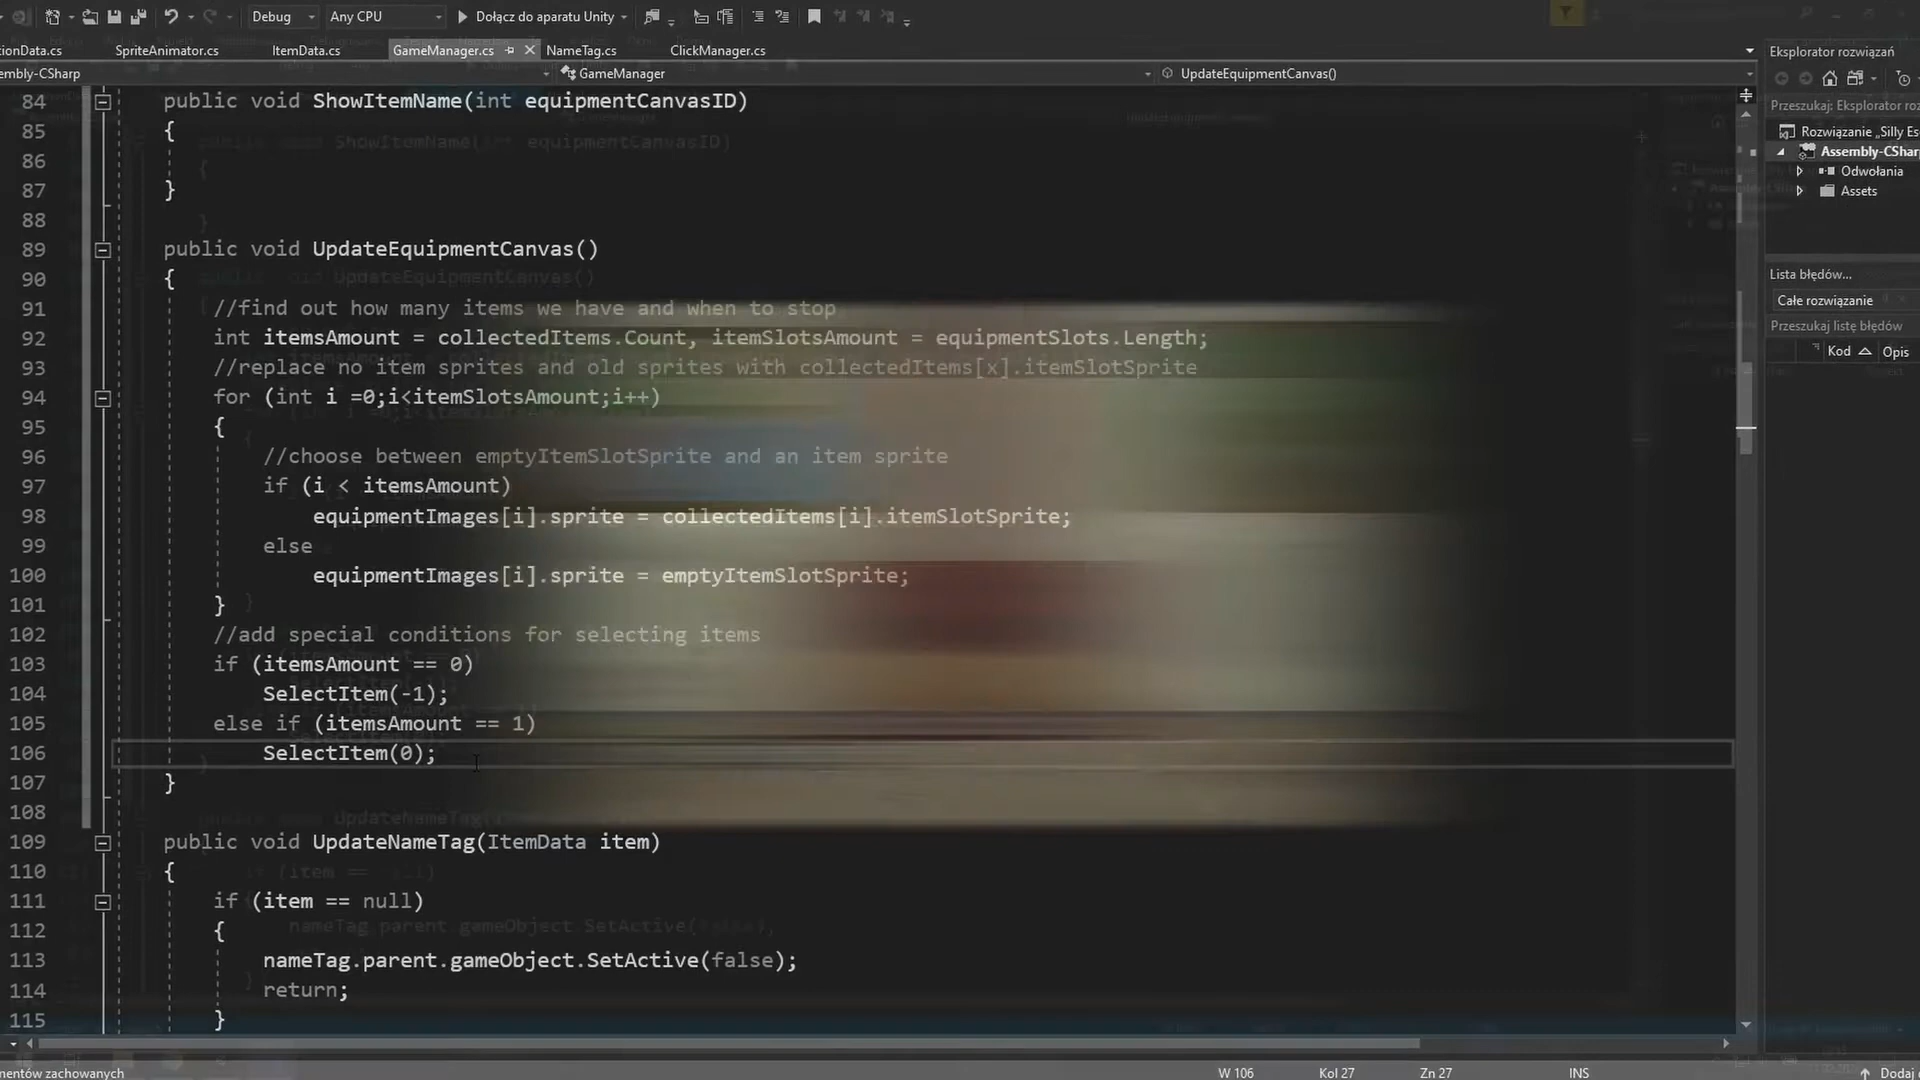 Debug
Any CPU
Dołącz do aparatu Unity
tionData.cs
SpriteAnimator.cs
ItemData.cs
GameManager.cs
NameTag.cs
ClickManager.cs
Eksplorator rozwiązań
embly-CSharp
GameManager
UpdateEquipmentCanvas()
Przeszukaj: Eksplorator roz
Rozwiązanie „Silly Es
Assembly-CShar
Odwołania
Assets
Lista błędów...
Całe rozwiązanie
Przeszukaj listę błędów
Kod
Opis
84 public void ShowItemName(int equipmentCanvasID)
85 {
86
87 }
88
89 public void UpdateEquipmentCanvas()
90 {
91 //find out how many items we have and when to stop
92 int itemsAmount = collectedItems.Count, itemSlotsAmount = equipmentSlots.Length;
93 //replace no item sprites and old sprites with collectedItems[x].itemSlotSprite
94 for (int i =0;i<itemSlotsAmount;i++)
95 {
96 //choose between emptyItemSlotSprite and an item sprite
97 if (i < itemsAmount)
98 equipmentImages[i].sprite = collectedItems[i].itemSlotSprite;
99 else
100 equipmentImages[i].sprite = emptyItemSlotSprite;
101 }
102 //add special conditions for selecting items
103 if (itemsAmount == 0)
104 SelectItem(-1);
105 else if (itemsAmount == 1)
106 SelectItem(0);
107 }
108
109 public void UpdateNameTag(ItemData item)
110 {
111 if (item == null)
112 {
113 nameTag.parent.gameObject.SetActive(false);
114 return;
115 }
mentów zachowanych
W 106
Kol 27
Zn 27
INS
Dodaj